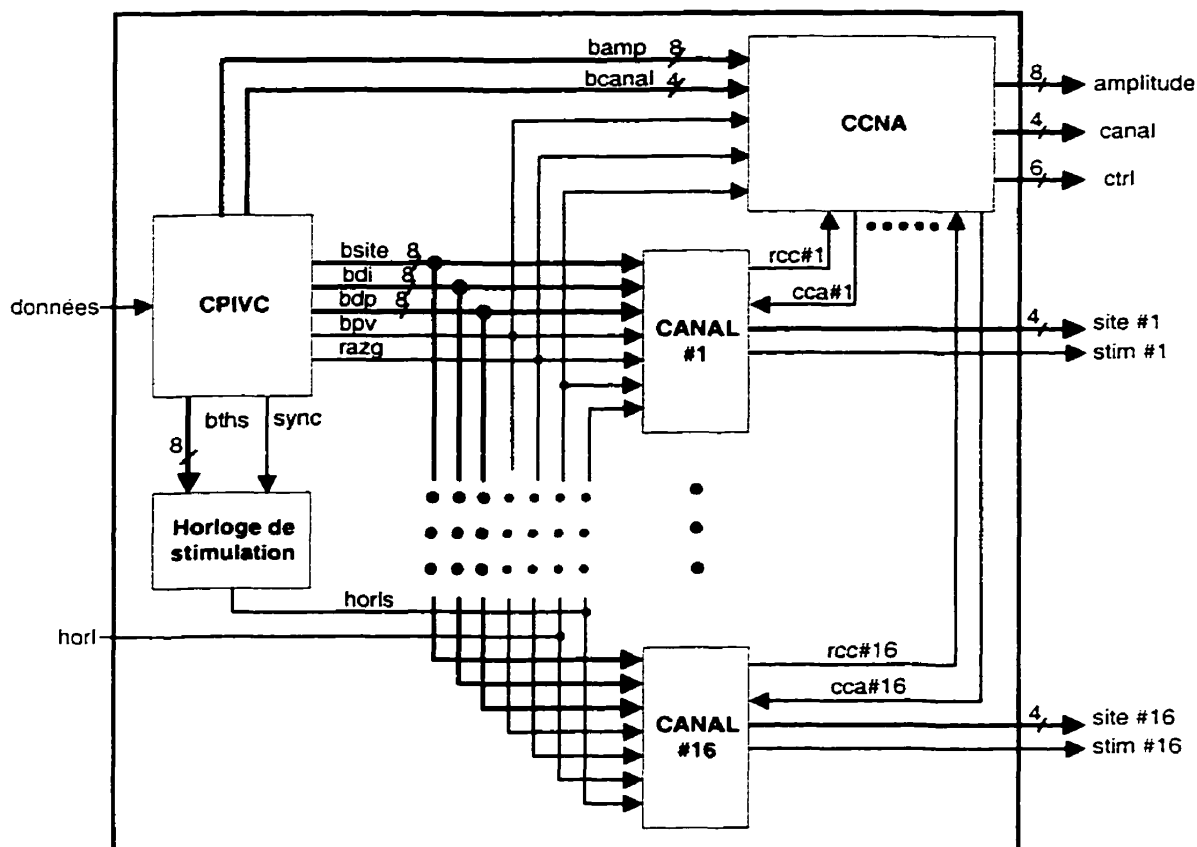 bamp 8
bcanal 4
CCNA
8 amplitude
4 canal
6 ctrl
données
CPIVC
bsite 8
bdi 8
bdp 8
bpv
razg
rcc#1
cca#1
CANAL
#1
4 site #1
stim #1
8 bths sync
Horloge de
stimulation
horls
horl
rcc#16
cca#16
CANAL
#16
4 site #16
stim #16